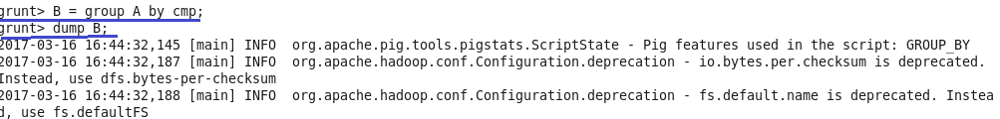 grunt> B = group A by cmp;
grunt> dump B;
2017-03-16 16:44:32,145 [main] INFO  org.apache.pig.tools.pigstats.ScriptState - Pig features used in the script: GROUP_BY
2017-03-16 16:44:32,187 [main] INFO  org.apache.hadoop.conf.Configuration.deprecation - io.bytes.per.checksum is deprecated.
Instead, use dfs.bytes-per-checksum
2017-03-16 16:44:32,188 [main] INFO  org.apache.hadoop.conf.Configuration.deprecation - fs.default.name is deprecated. Instea
d, use fs.defaultFS